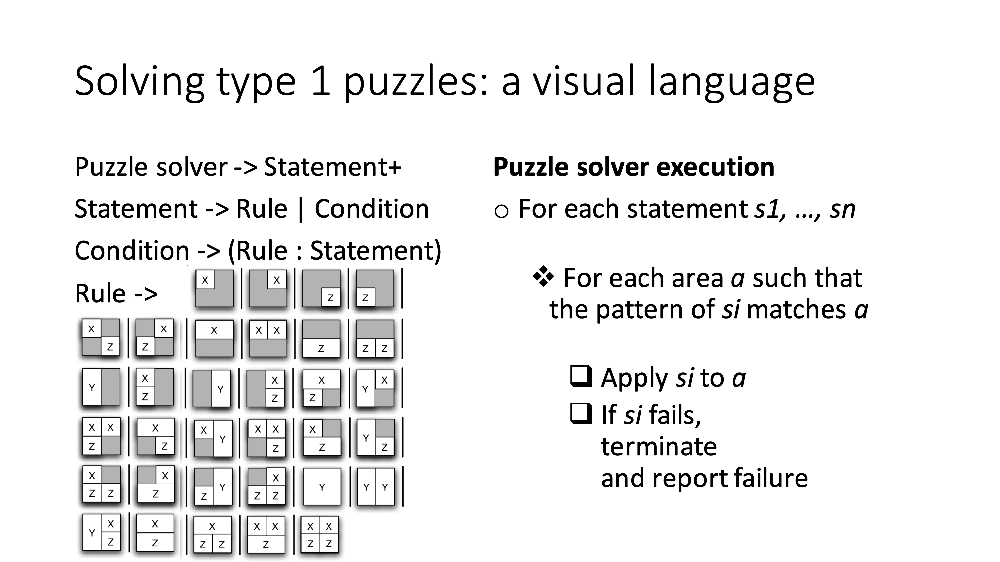 Solving type 1 puzzles: a visual language
Puzzle solver -> Statement+
Statement -> Rule | Condition
Condition -> (Rule : Statement)
Rule ->
X | X | Z | Z |
X Z | X Z | X | X X | Z | Z Z |
Y | X Z | Y | X Z | X Z | Y X |
X X Z | X Z | X Y | X X Z | X Z | Y Z |
X Z Z | X Z | Z Y | X Z Z | Y | Y Y |
Y X Z | X Z | X Z Z | X X Z | X X Z Z
Puzzle solver execution
o For each statement s1, ..., sn
❖ For each area a such that
the pattern of si matches a
❑ Apply si to a
❑ If si fails,
terminate
and report failure